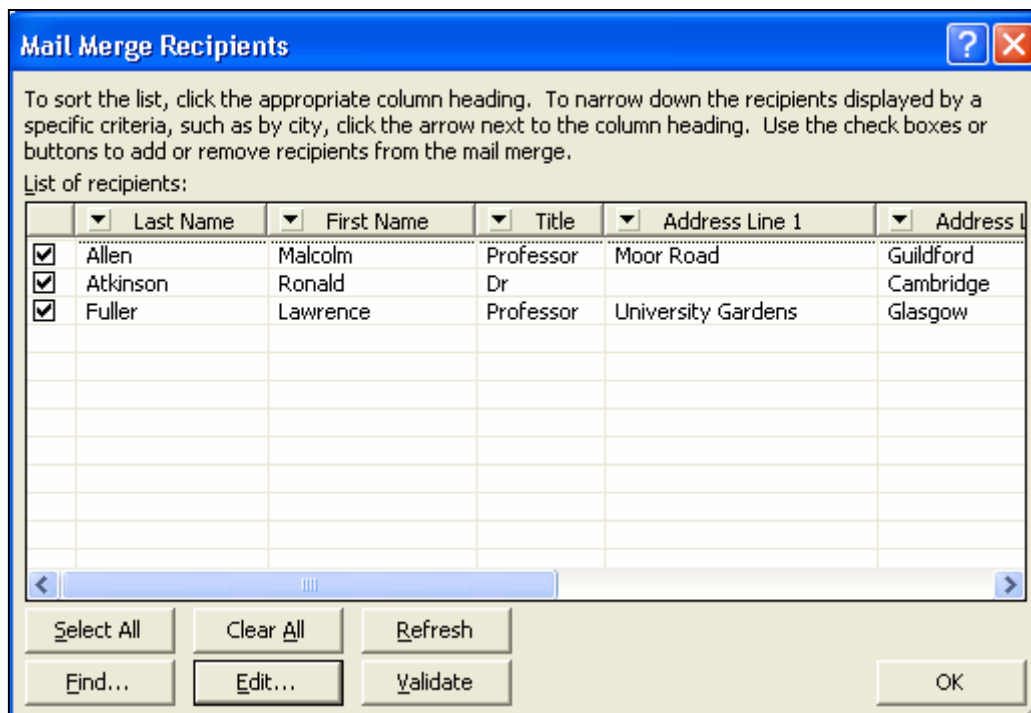 Mail Merge Recipients
To sort the list, click the appropriate column heading. To narrow down the recipients displayed by a
specific criteria, such as by city, click the arrow next to the column heading. Use the check boxes or
buttons to add or remove recipients from the mail merge.
List of recipients:
Last Name First Name Title Address Line 1 Address L
Allen Malcolm Professor Moor Road Guildford
Atkinson Ronald Dr Cambridge
Fuller Lawrence Professor University Gardens Glasgow
Select All Clear All Refresh
Find... Edit... Validate OK